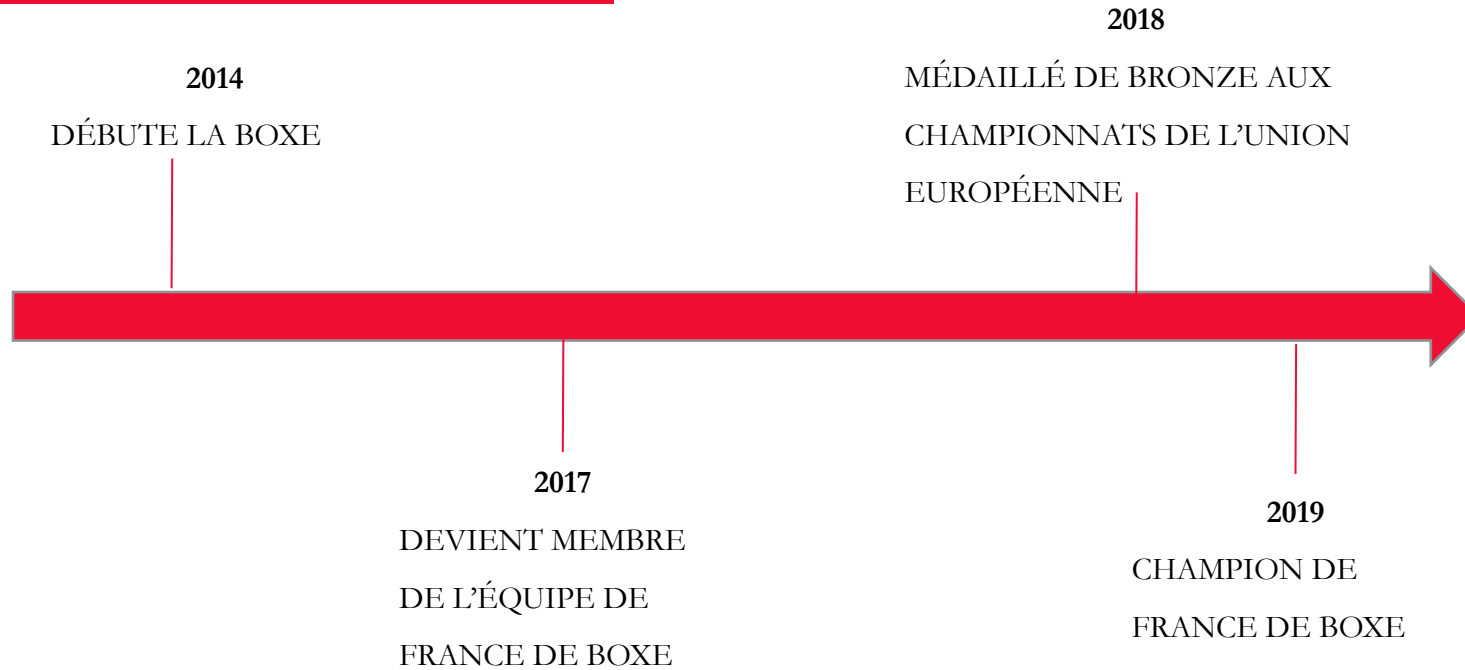 2014
DÉBUTE LA BOXE
2017
DEVIENT MEMBRE
DE L’ÉQUIPE DE
FRANCE DE BOXE
2018
MÉDAILLÉ DE BRONZE AUX
CHAMPIONNATS DE L’UNION
EUROPÉENNE
2019
CHAMPION DE
FRANCE DE BOXE